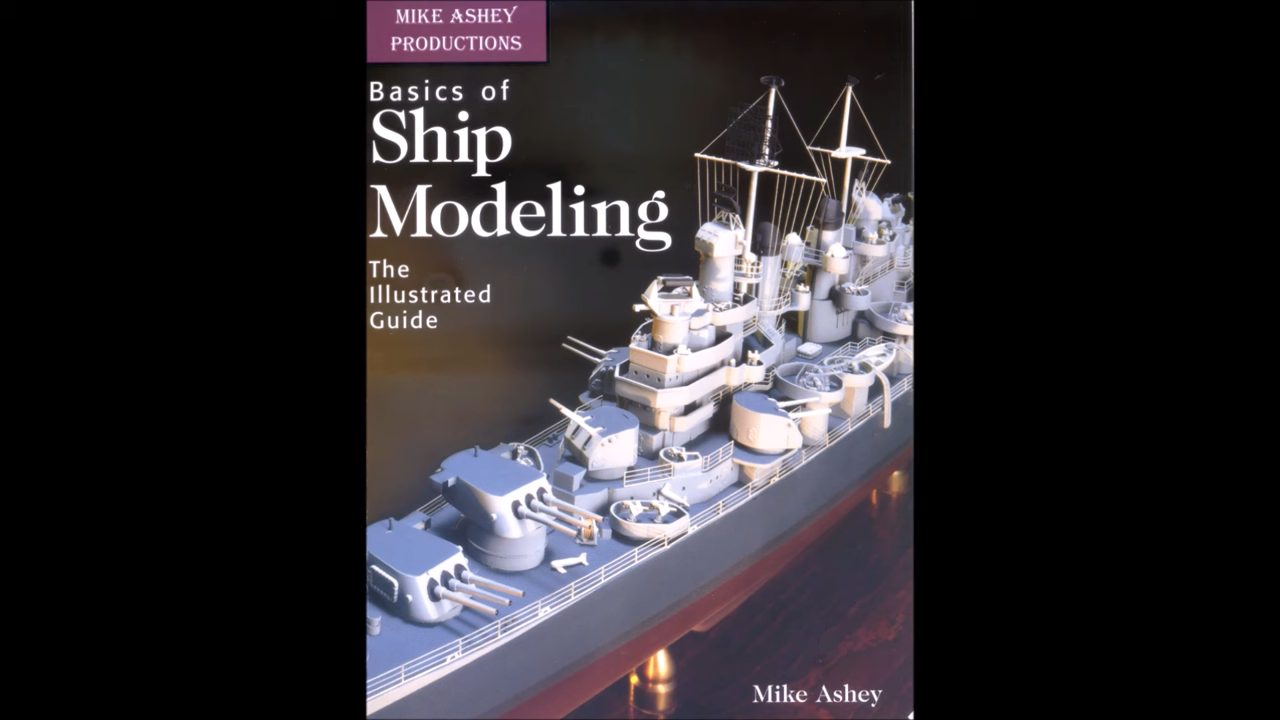 MIKE ASHEY
PRODUCTIONS
Basics of
Ship
Modeling
The
Illustrated
Guide
Mike Ashey